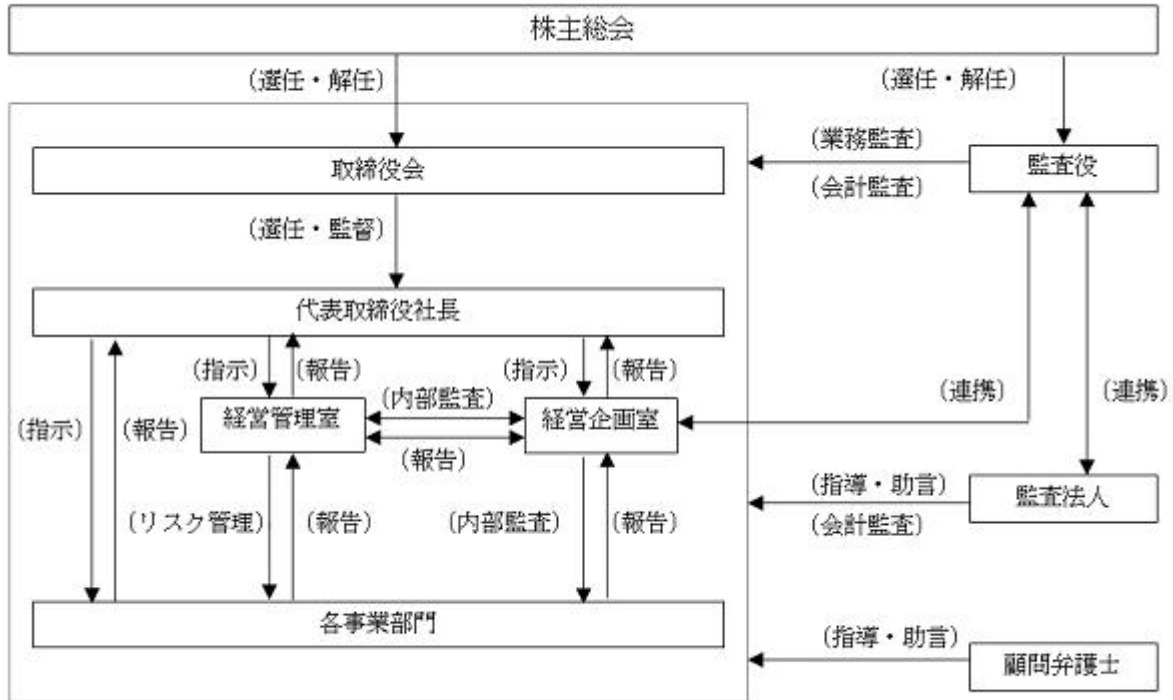 株主総会
(選任・解任)
(選任・解任)
(業務監査)
取締役会
監査役
(会計監査)
(選任・監督)
代表取締役社長
(指示)
(報告)
(指示)
(報告)
(内部監査)
(連携)
(連携)
経営管理室
経営企画室
(指示)
(報告)
(報告)
(指導・助言)
監査法人
(リスク管理)
(報告)
(内部監査)
(報告)
(会計監査)
各事業部門
(指導・助言)
顧問弁護士